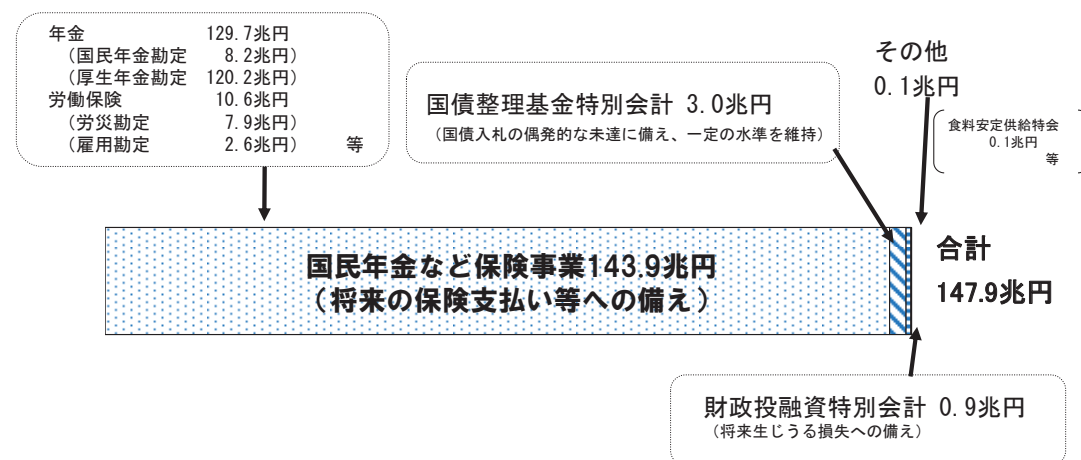 年金 129.7兆円
(国民年金勘定 8.2兆円)
(厚生年金勘定 120.2兆円)
労働保険 10.6兆円
(労災勘定 7.9兆円)
(雇用勘定 2.6兆円) 等
国債整理基金特別会計 3.0兆円
(国債入札の偶発的な未達に備え、一定の水準を維持)
その他
0.1兆円
食料安定供給特会
0.1兆円
等
国民年金など保険事業143.9兆円
(将来の保険支払い等への備え)
合計
147.9兆円
財政投融資特別会計 0.9兆円
(将来生じうる損失への備え)